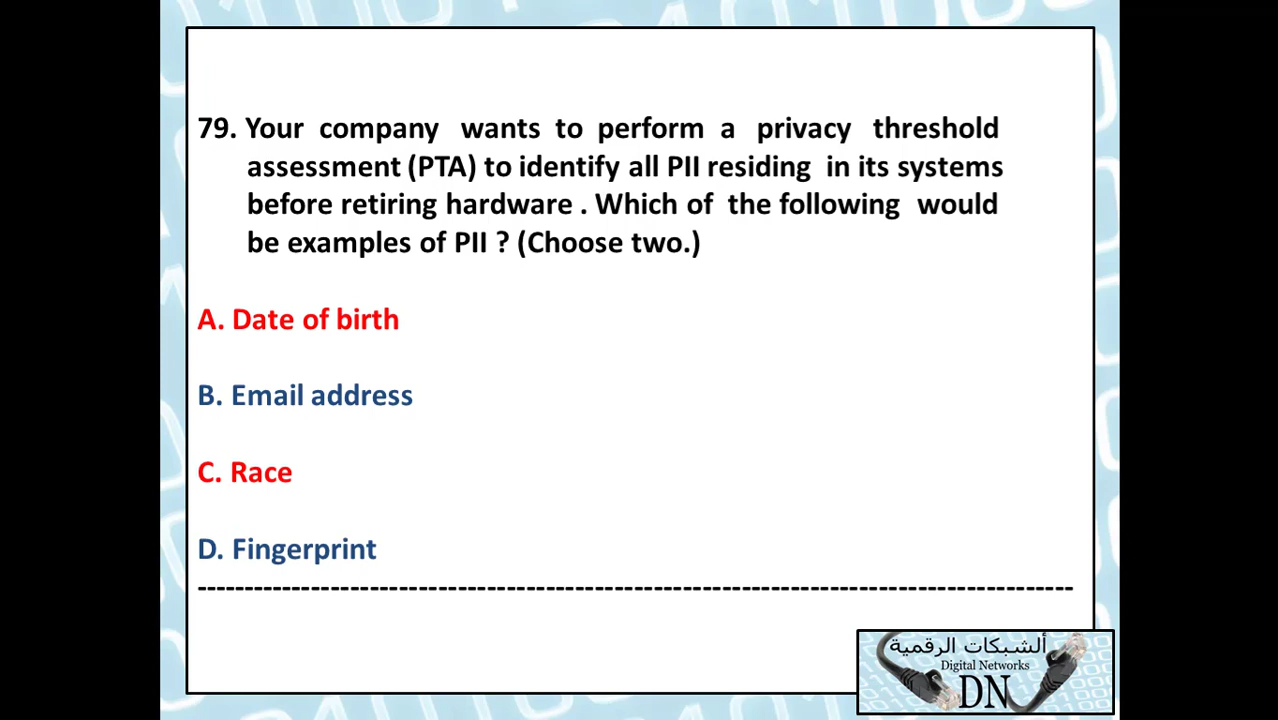 79. Your company wants to perform a privacy threshold
assessment (PTA) to identify all PII residing in its systems
before retiring hardware . Which of the following would
be examples of PII ? (Choose two.)
A. Date of birth
B. Email address
C. Race
D. Fingerprint
--------------------------------------------------------------------------------
ألشبكات الرقمية
Digital Networks
DN